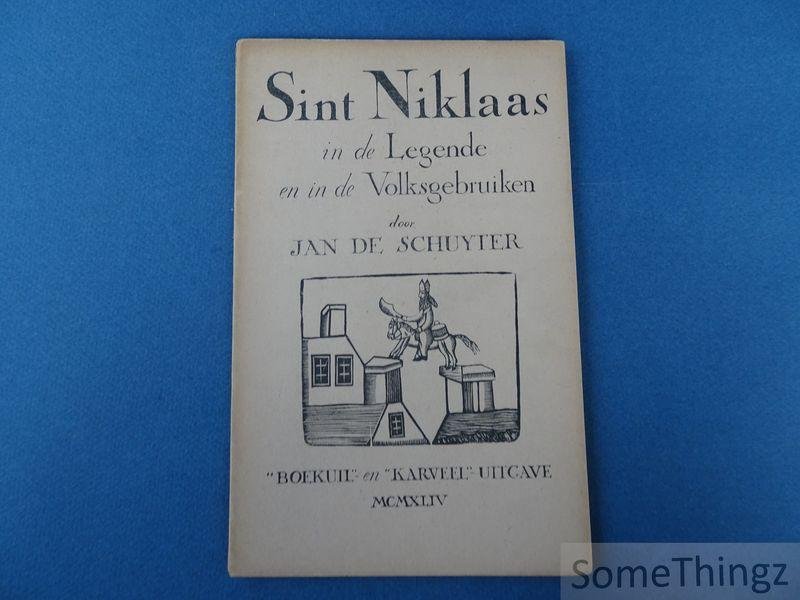 Sint Niklaas
in de Legende
en in de Volksgebruiken
door
JAN DE SCHUYTER
"BOEKUIL"- en "KARVEEL"- UITGAVE
MCMXLIV
SomeThingz